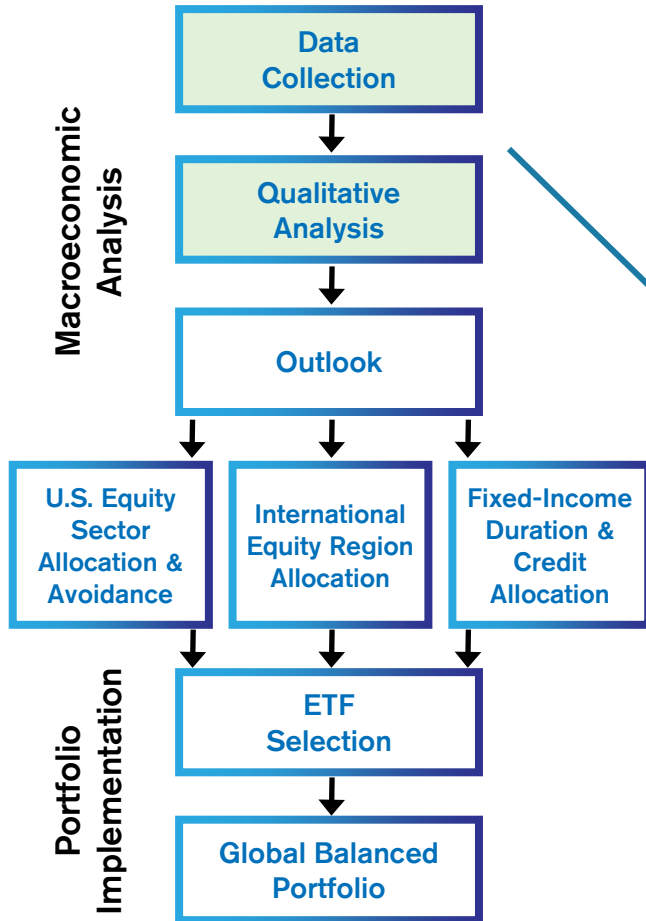 Macroeconomic
Analysis
Data
Collection
Qualitative
Analysis
Outlook
U.S. Equity
Sector
Allocation &
Avoidance
International
Equity Region
Allocation
Fixed-Income
Duration &
Credit
Allocation
Portfolio
Implementation
ETF
Selection
Global Balanced
Portfolio